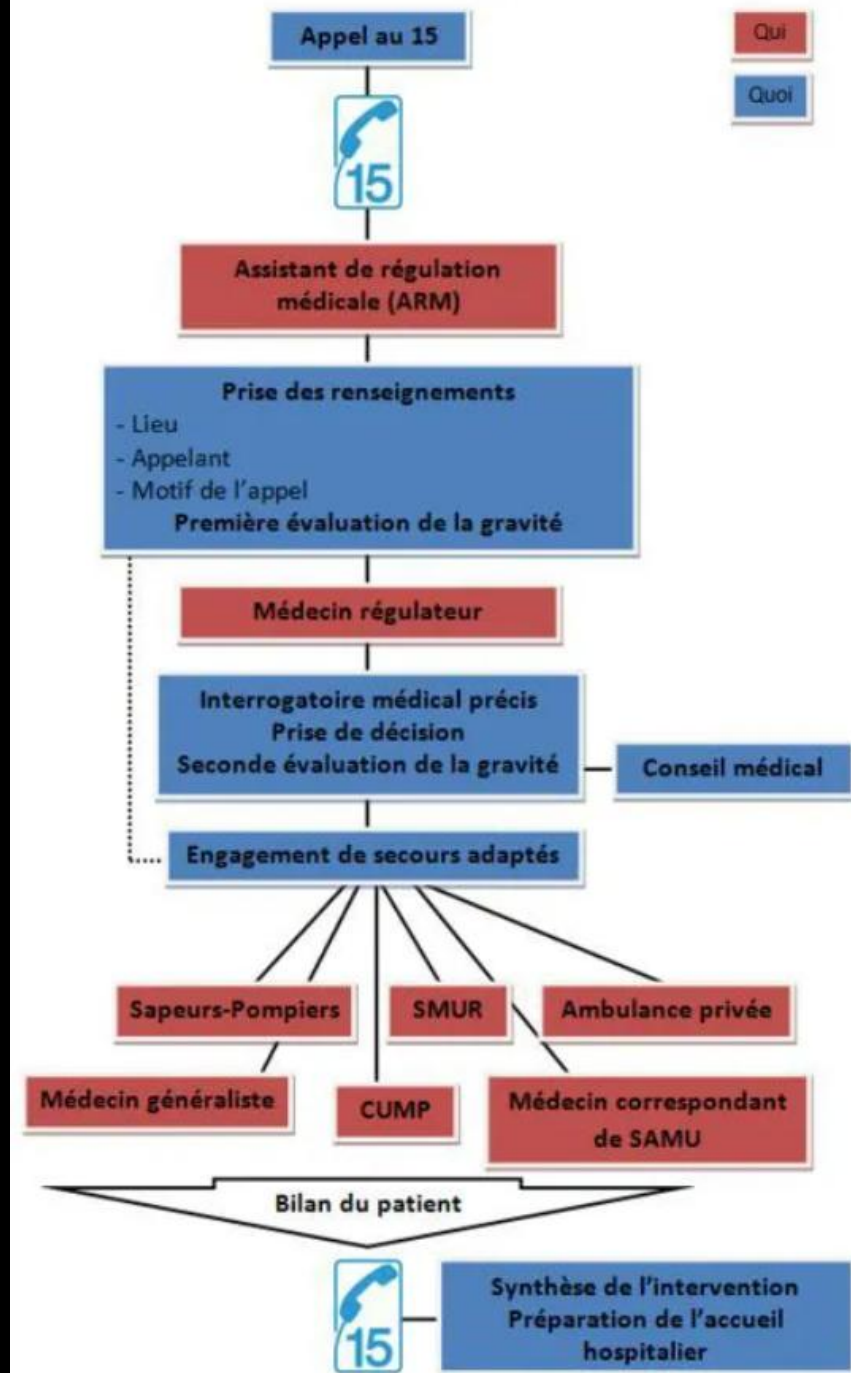 Appel au 15
Qui
Quoi
15
Assistant de régulation
médicale (ARM)
Prise des renseignements
- Lieu
- Appelant
- Motif de l'appel
Première évaluation de la gravité
Médecin régulateur
Interrogatoire médical précis
Prise de décision
Seconde évaluation de la gravité
Conseil médical
Engagement de secours adaptés
Sapeurs-Pompiers
SMUR
Ambulance privée
Médecin généraliste
CUMP
Médecin correspondant
de SAMU
Bilan du patient
15
Synthèse de l'intervention
Préparation de l'accueil
hospitalier